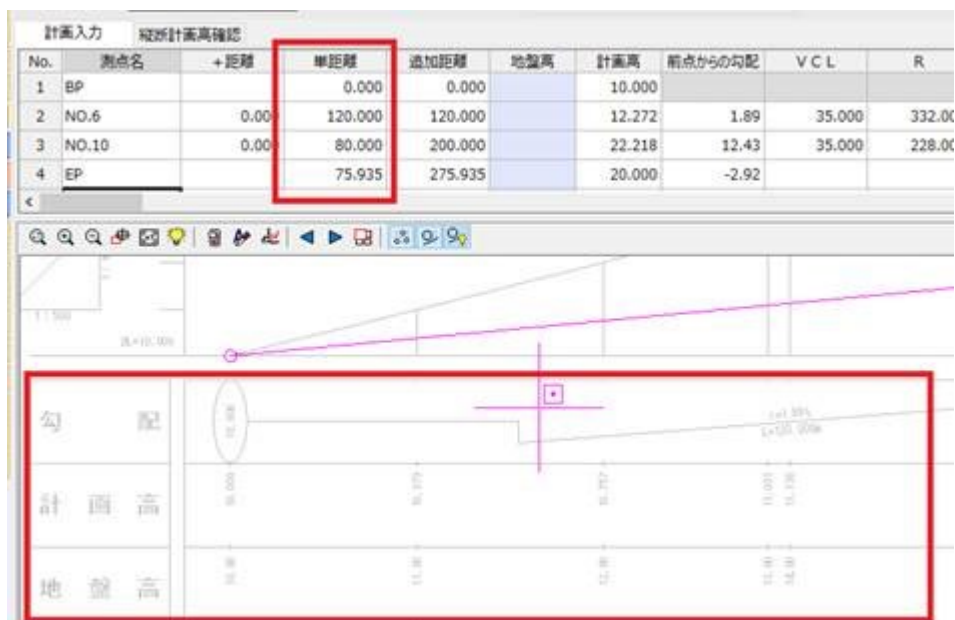 計画入力 縦断計画高確認
No. 測点名 +距離 単距離 追加距離 地盤高 計画高 前点からの勾配 VCL R
1 BP 0.000 0.000 10.000
2 NO.6 0.00 120.000 120.000 12.272 1.89 35.000 332.00
3 NO.10 0.00 80.000 200.000 22.218 12.43 35.000 228.00
4 EP 75.935 275.935 20.000 -2.92
勾配
計画高
地盤高